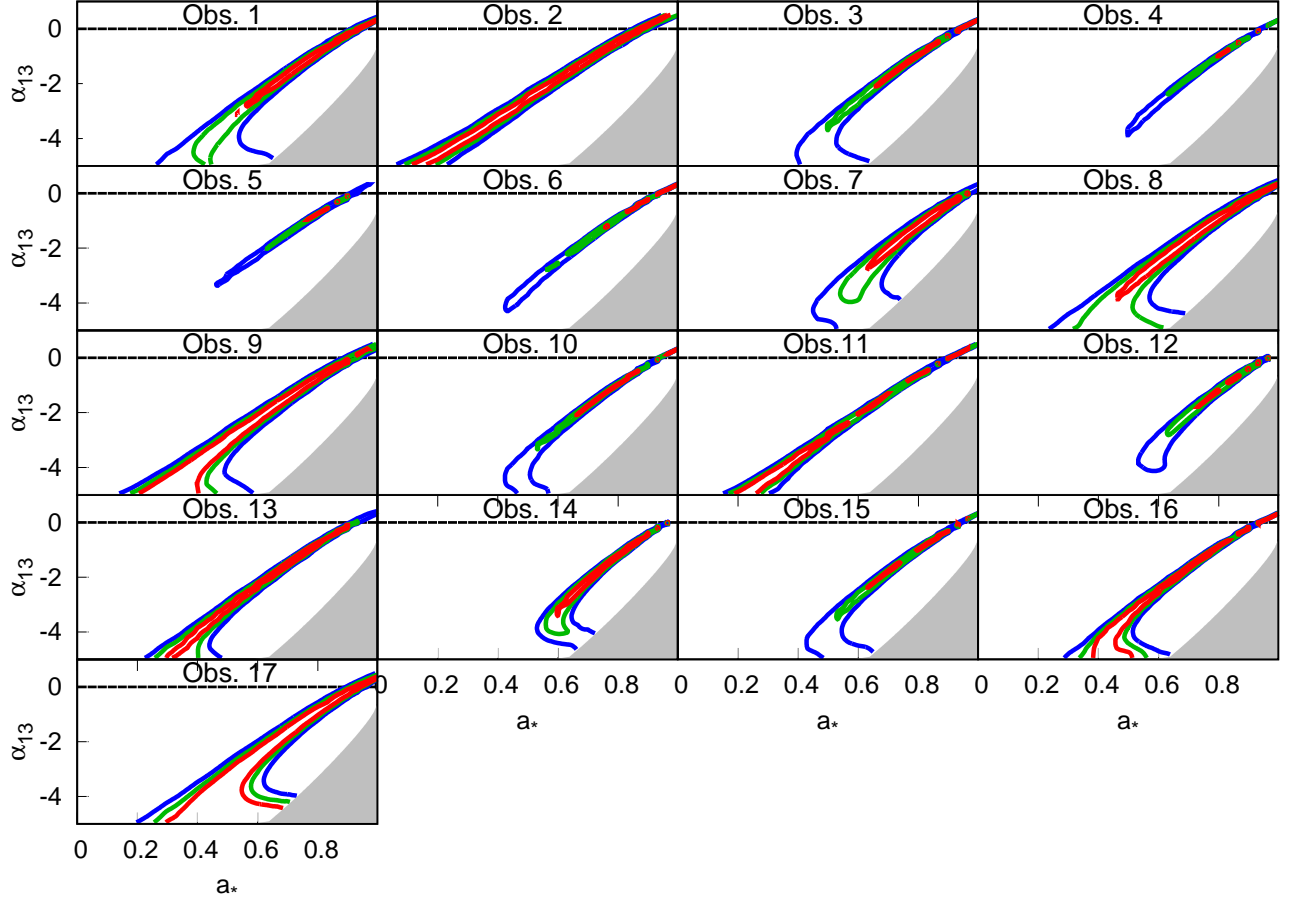 Obs. 1 Obs. 2 Obs. 3 Obs. 4
0
-2
-4
α13
Obs. 5 Obs. 6 Obs. 7 Obs. 8
0
-2
-4
α13
Obs. 9 Obs. 10 Obs.11 Obs. 12
0
-2
-4
α13
Obs. 13 Obs. 14 Obs.15 Obs. 16
0
-2
-4
α13
Obs. 17
0 0.2 0.4 0.6 0.8 0 0.2 0.4 0.6 0.8 0 0.2 0.4 0.6 0.8
0
-2
-4
α13
a* a* a*
0 0.2 0.4 0.6 0.8
a*